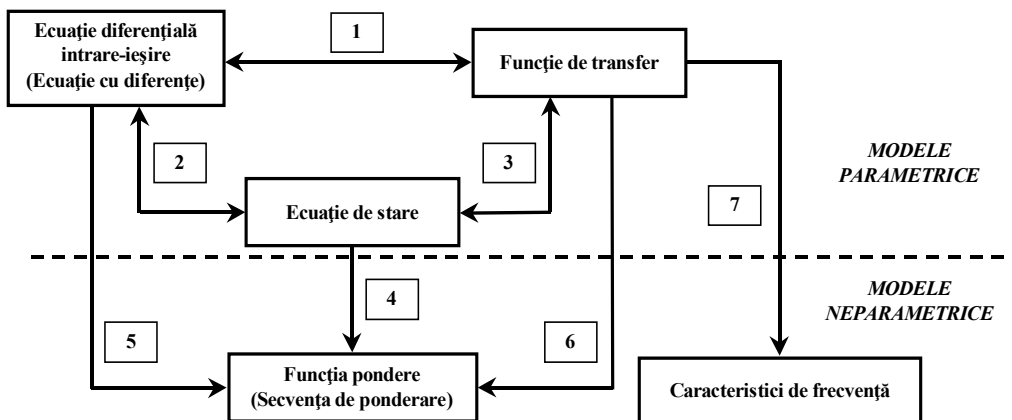 Ecuaţie diferenţială
intrare-ieşire
(Ecuaţie cu diferenţe)
1
Funcţie de transfer
2
3
MODELE
PARAMETRICE
Ecuaţie de stare
7
4
MODELE
NEPARAMETRICE
5
6
Funcţia pondere
(Secvenţa de ponderare)
Caracteristici de frecvenţă